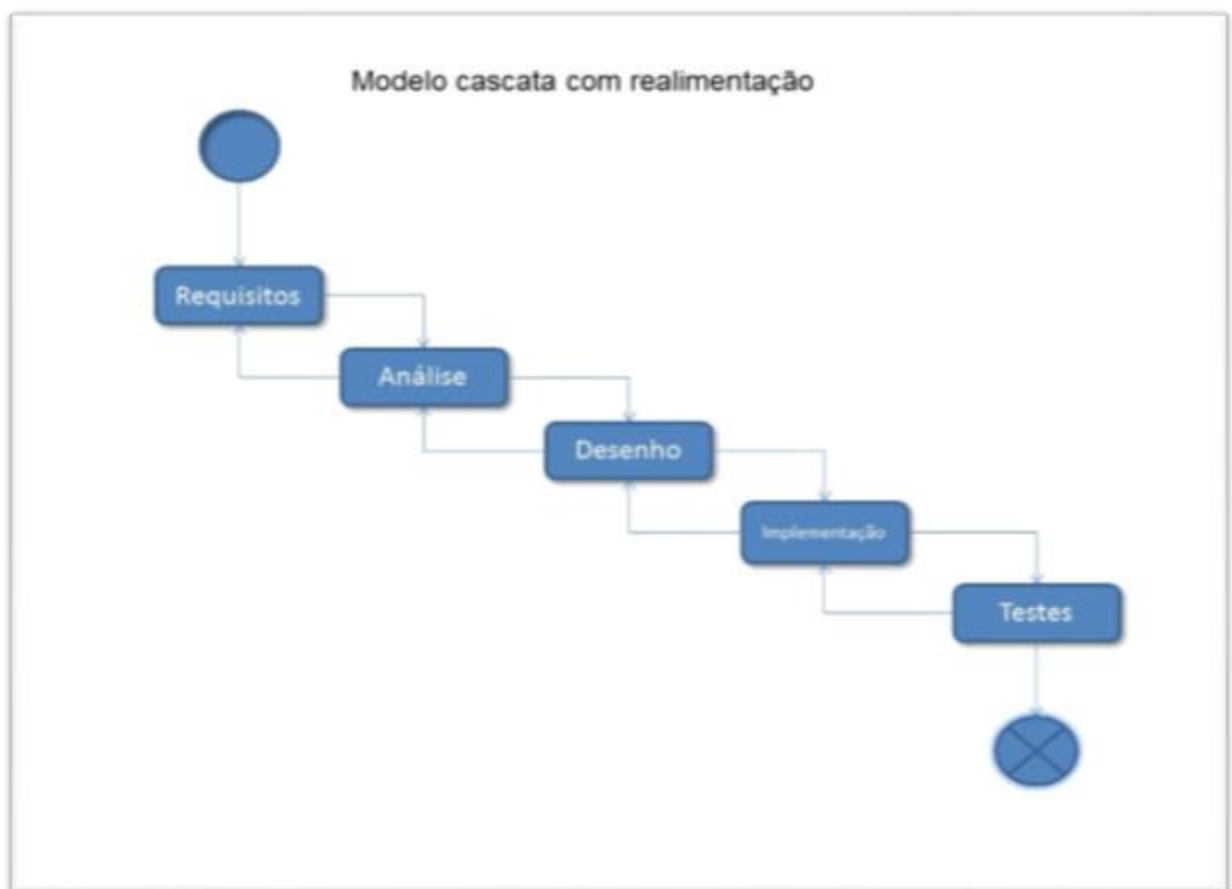 Modelo cascata com realimentação
Requisitos
Análise
Desenho
Implementação
Testes